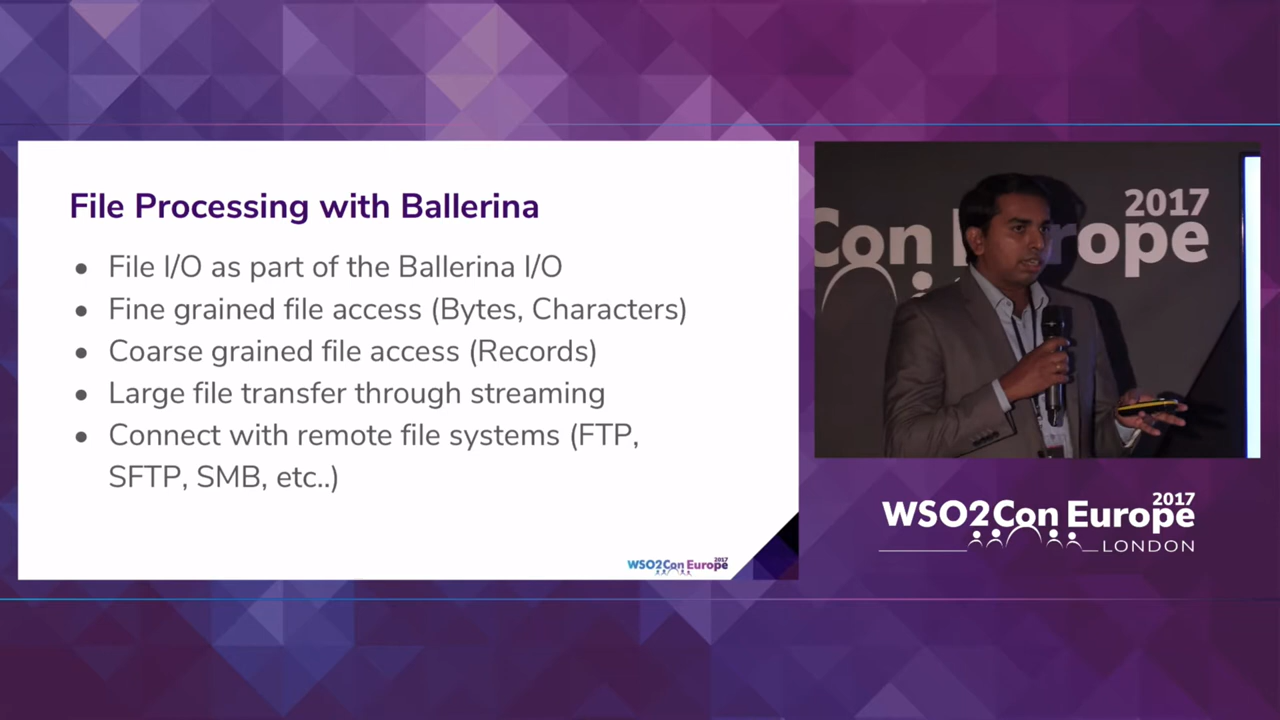 File Processing with Ballerina
● File I/O as part of the Ballerina I/O
● Fine grained file access (Bytes, Characters)
● Coarse grained file access (Records)
● Large file transfer through streaming
● Connect with remote file systems (FTP,
SFTP, SMB, etc..)
WSO2Con Europe 2017
2017
Con Europe
2017
WSO2Con Europe
LONDON